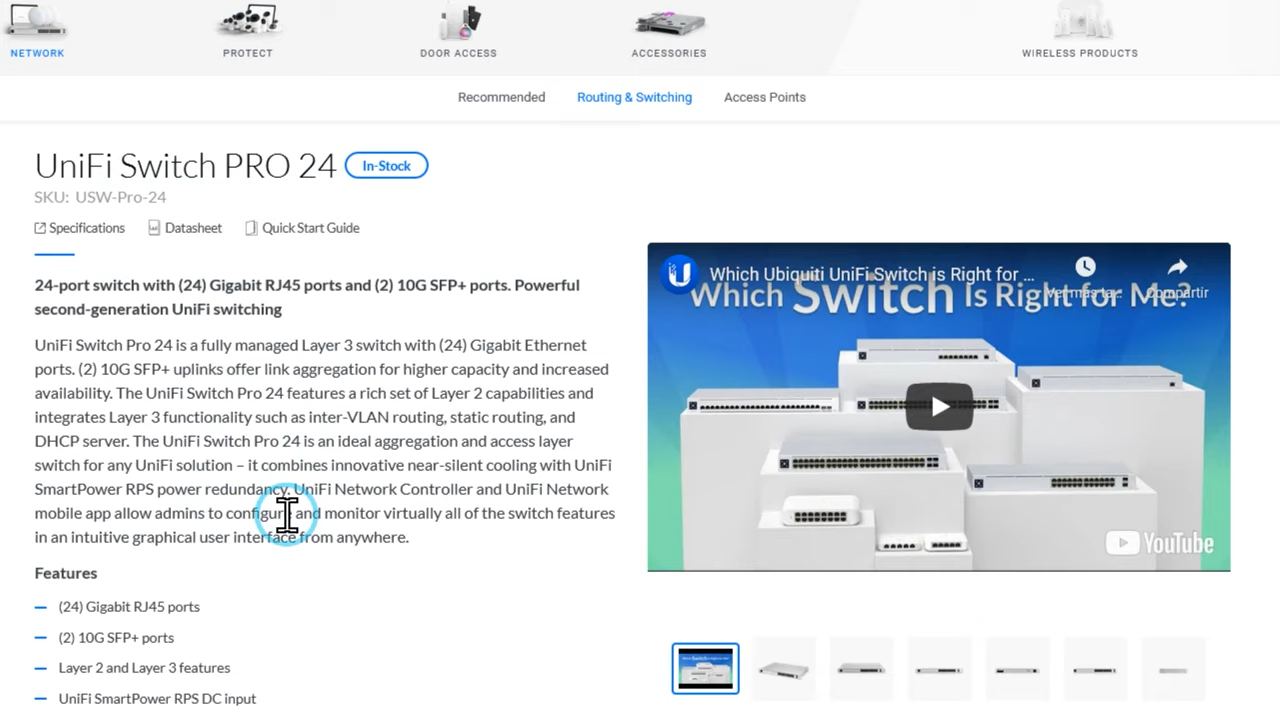 NETWORK
PROTECT
DOOR ACCESS
ACCESSORIES
WIRELESS PRODUCTS
Recommended
Routing & Switching
Access Points
UniFi Switch PRO 24
In-Stock
SKU: USW-Pro-24
Specifications
Datasheet
Quick Start Guide
24-port switch with (24) Gigabit RJ45 ports and (2) 10G SFP+ ports. Powerful
second-generation UniFi switching
UniFi Switch Pro 24 is a fully managed Layer 3 switch with (24) Gigabit Ethernet
ports. (2) 10G SFP+ uplinks offer link aggregation for higher capacity and increased
availability. The UniFi Switch Pro 24 features a rich set of Layer 2 capabilities and
integrates Layer 3 functionality such as inter-VLAN routing, static routing, and
DHCP server. The UniFi Switch Pro 24 is an ideal aggregation and access layer
switch for any UniFi solution – it combines innovative near-silent cooling with UniFi
SmartPower RPS power redundancy. UniFi Network Controller and UniFi Network
mobile app allow admins to configure and monitor virtually all of the switch features
in an intuitive graphical user interface from anywhere.
Features
(24) Gigabit RJ45 ports
(2) 10G SFP+ ports
Layer 2 and Layer 3 features
UniFi SmartPower RPS DC input
Which Ubiquiti UniFi Switch is Right for ...
Ver más ta...
Compartir
Which Switch Is Right for Me?
YouTube